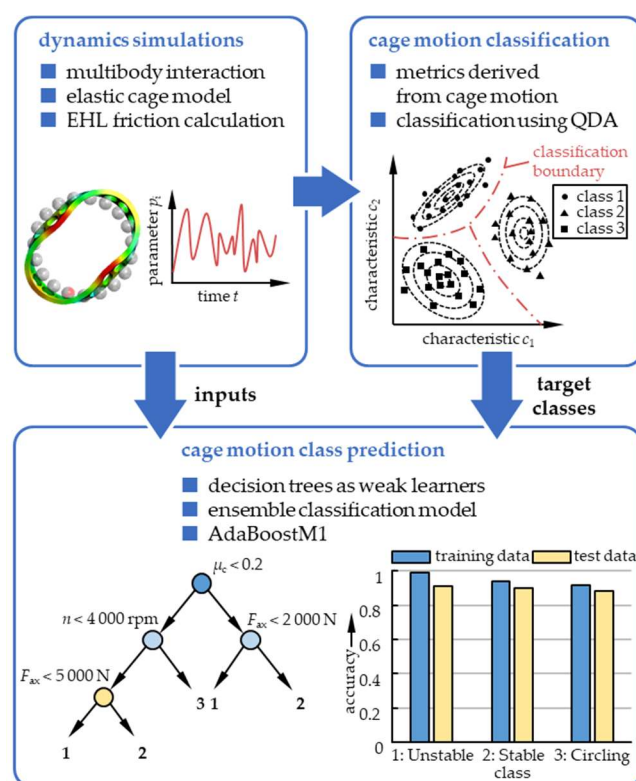 dynamics simulations
multibody interaction
elastic cage model
EHL friction calculation
parameter pᵢ
time t
cage motion classification
metrics derived
from cage motion
classification using QDA
classification
boundary
class 1
class 2
class 3
characteristic c₂
characteristic c₁
inputs
target
classes
cage motion class prediction
decision trees as weak learners
ensemble classification model
AdaBoostM1
μc < 0.2
n < 4 000 rpm
Fax < 2 000 N
Fax < 5 000 N
3
1
2
1
2
training data
test data
accuracy
1
0.8
0.6
0.4
0.2
0
1: Unstable
2: Stable
3: Circling
class